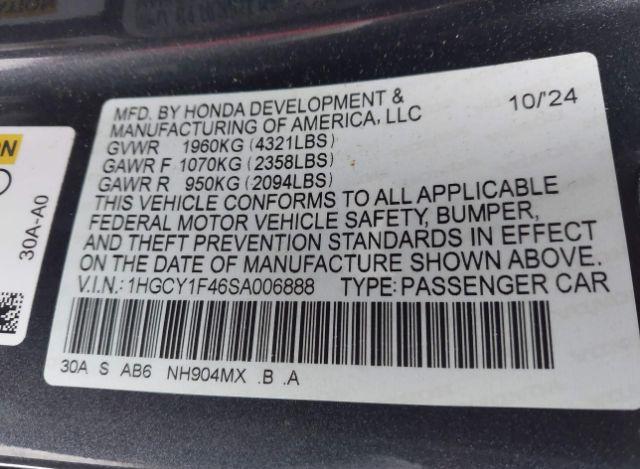 MFD. BY HONDA DEVELOPMENT & 10/'24
MANUFACTURING OF AMERICA, LLC
GVWR 1960KG (4321LBS)
GAWR F 1070KG (2358LBS)
GAWR R 950KG (2094LBS)
THIS VEHICLE CONFORMS TO ALL APPLICABLE
FEDERAL MOTOR VEHICLE SAFETY, BUMPER,
AND THEFT PREVENTION STANDARDS IN EFFECT
ON THE DATE OF MANUFACTURE SHOWN ABOVE.
V.I.N.: 1HGCY1F46SA006888 TYPE: PASSENGER CAR
30A S AB6 NH904MX .B .A
30A-A0